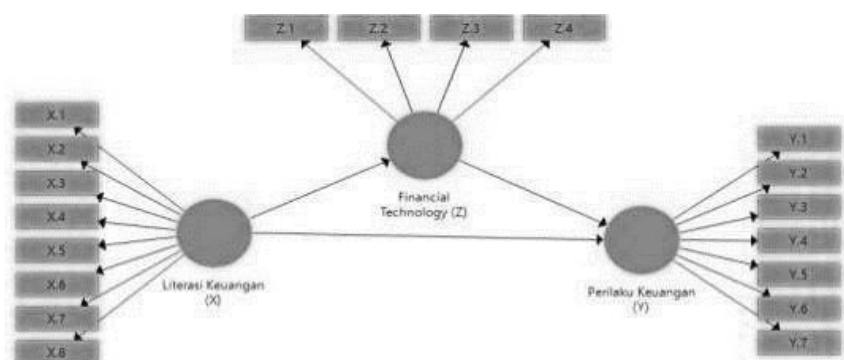 Z.1 Z.2 Z.3 Z.4
X.1
X.2
X.3
X.4
X.5
X.6
X.7
X.8
Financial
Technology (Z)
Literasi Keuangan
(X)
Perilaku Keuangan
(Y)
Y.1
Y.2
Y.3
Y.4
Y.5
Y.6
Y.7